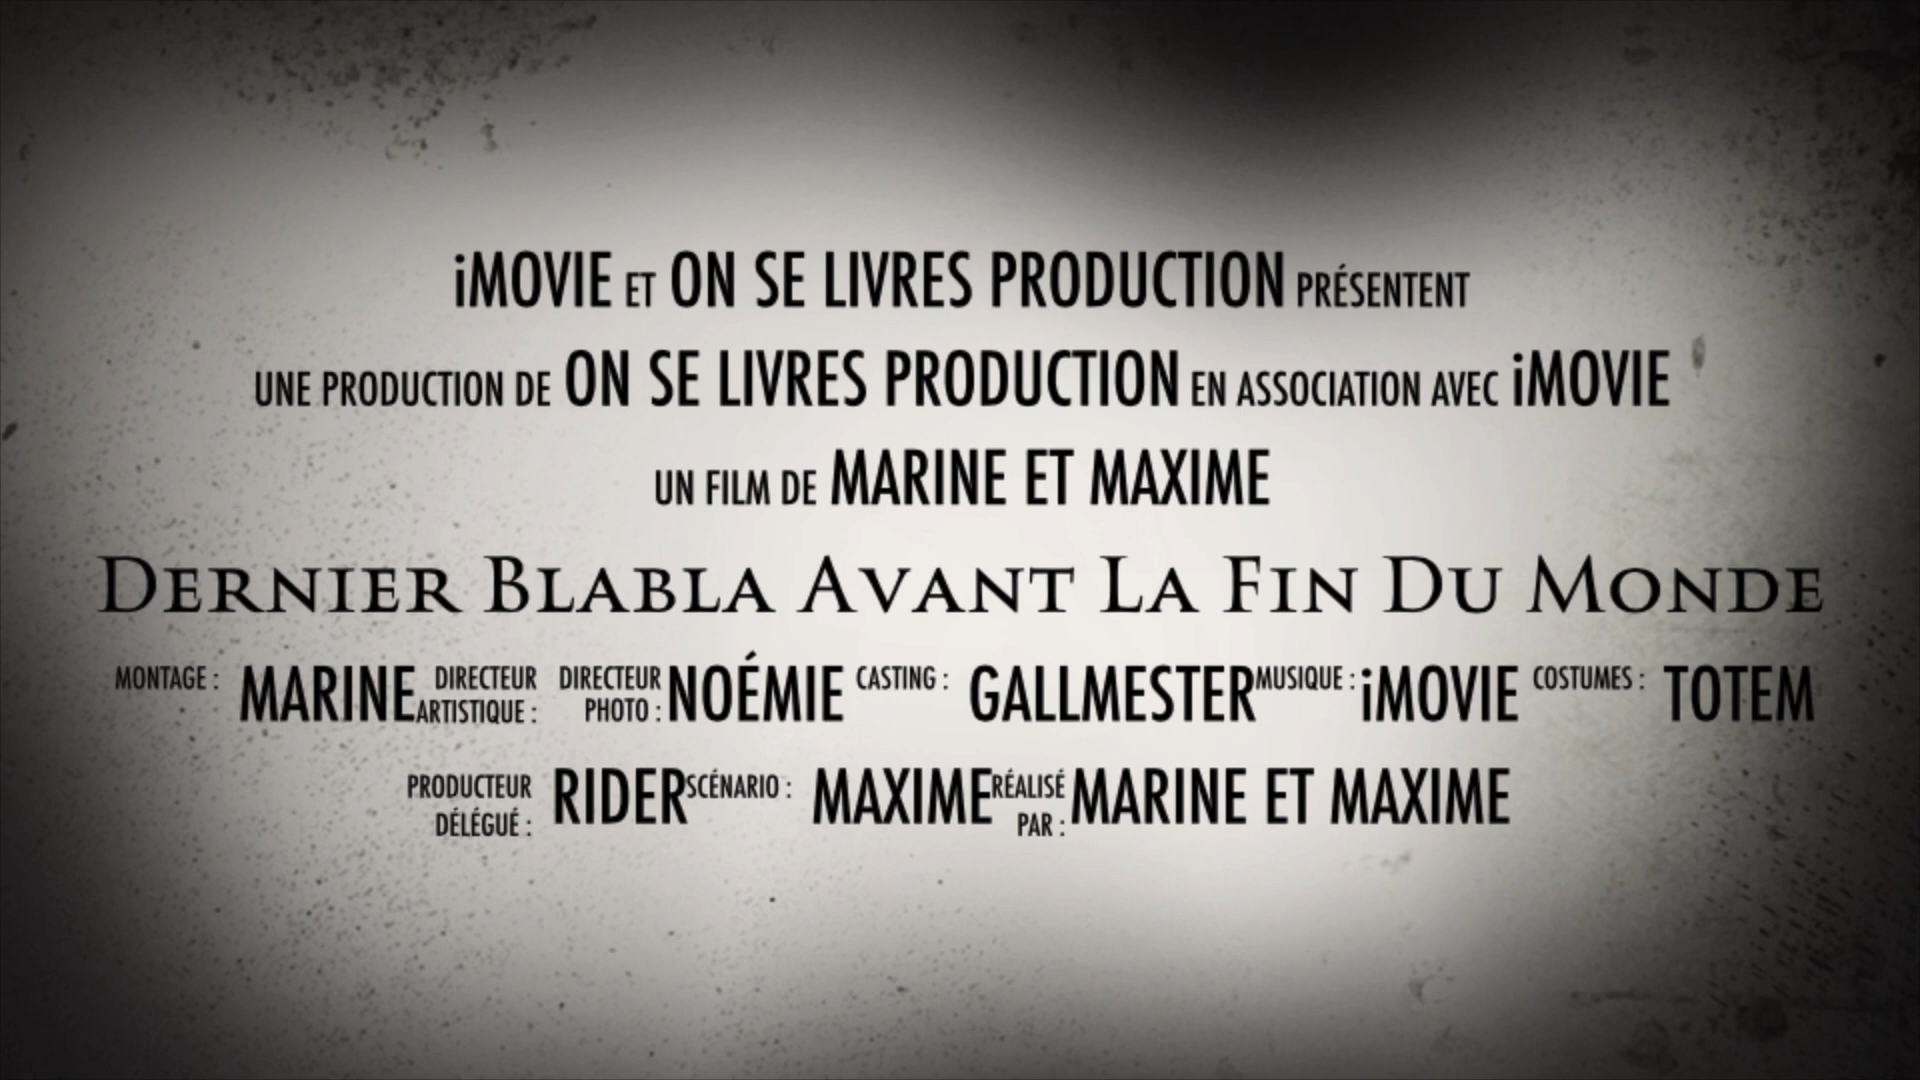 iMOVIE ET ON SE LIVRES PRODUCTION PRÉSENTENT
UNE PRODUCTION DE ON SE LIVRES PRODUCTION EN ASSOCIATION AVEC iMOVIE
UN FILM DE MARINE ET MAXIME
DERNIER BLABLA AVANT LA FIN DU MONDE
MONTAGE : MARINE DIRECTEUR ARTISTIQUE : DIRECTEUR PHOTO : NOÉMIE CASTING : GALLMESTER MUSIQUE : iMOVIE COSTUMES : TOTEM
PRODUCTEUR DÉLÉGUÉ : RIDER SCÉNARIO : MAXIME RÉALISÉ PAR : MARINE ET MAXIME